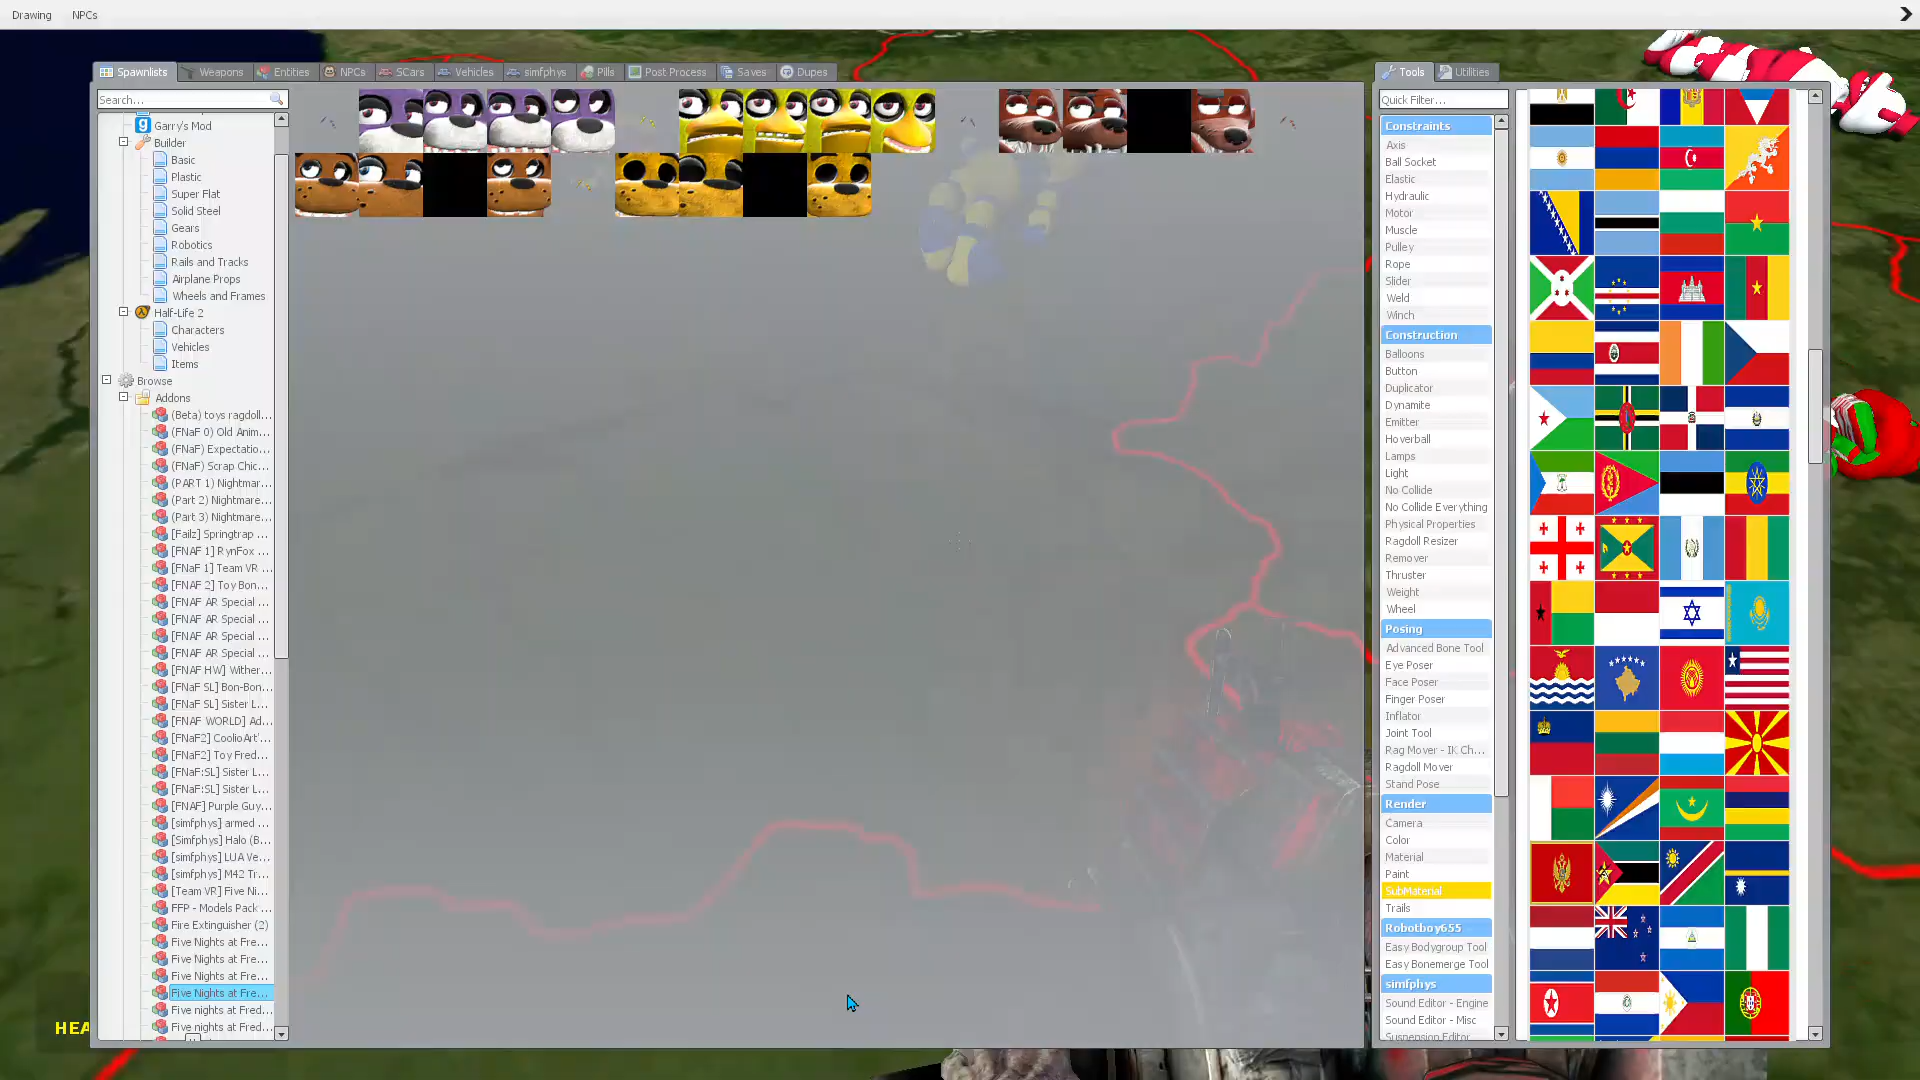 Drawing NPCs
Spawnlists Weapons Entities NPCs SCars Vehicles simfphys Pills Post Process Saves Dupes
Search...
Garry's Mod
Builder
Basic
Plastic
Super Flat
Solid Steel
Gears
Robotics
Rails and Tracks
Airplane Props
Wheels and Frames
Half-Life 2
Characters
Vehicles
Items
Browse
Addons
(Beta) toys ragdoll...
(FNaF 0) Old Anim...
(FNaF) Expectatio...
(FNaF) Scrap Chic...
(PART 1) Nightmar...
(Part 2) Nightmare...
(Part 3) Nightmare...
[Failz] Springtrap ...
[FNAF 1] RynFox ...
[FNaF 1] Team VR ...
[FNAF 2] Toy Bon...
[FNAF AR Special ...
[FNAF AR Special ...
[FNAF AR Special ...
[FNAF AR Special ...
[FNAF HW] Wither...
[FNaF SL] Bon-Bon...
[FNaF SL] Sister L...
[FNAF WORLD] Ad...
[FNaF2] CoolioArt'...
[FNaF2] Toy Fred...
[FNaF:SL] Sister L...
[FNaF:SL] Sister L...
[FNAF] Purple Guy...
[simfphys] armed ...
[Simfphys] Halo (B...
[simfphys] LUA Ve...
[simfphys] M42 Tr...
[Team VR] Five Ni...
FFP - Models Pack ...
Fire Extinguisher (2)
Five Nights at Fre...
Five Nights at Fre...
Five Nights at Fre...
Five Nights at Fre...
Five nights at Fred...
Five nights at Fred...
HEA
Tools Utilities
Quick Filter...
Constraints
Axis
Ball Socket
Elastic
Hydraulic
Motor
Muscle
Pulley
Rope
Slider
Weld
Winch
Construction
Balloons
Button
Duplicator
Dynamite
Emitter
Hoverball
Lamps
Light
No Collide
No Collide Everything
Physical Properties
Ragdoll Resizer
Remover
Thruster
Weight
Wheel
Posing
Advanced Bone Tool
Eye Poser
Face Poser
Finger Poser
Inflator
Joint Tool
Rag Mover - IK Ch...
Ragdoll Mover
Stand Pose
Render
Camera
Color
Material
Paint
SubMaterial
Trails
Robotboy655
Easy Bodygroup Tool
Easy Bonemerge Tool
simfphys
Sound Editor - Engine
Sound Editor - Misc
Suspension Editor